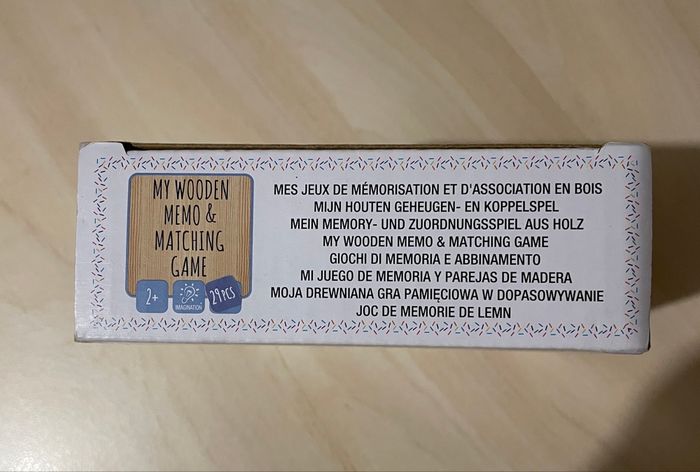 MY WOODEN
MEMO &
MATCHING
GAME
2+
IMAGINATION
29 PCS
MES JEUX DE MÉMORISATION ET D'ASSOCIATION EN BOIS
MIJN HOUTEN GEHEUGEN- EN KOPPELSPEL
MEIN MEMORY- UND ZUORDNUNGSSPIEL AUS HOLZ
MY WOODEN MEMO & MATCHING GAME
GIOCHI DI MEMORIA E ABBINAMENTO
MI JUEGO DE MEMORIA Y PAREJAS DE MADERA
MOJA DREWNIANA GRA PAMIĘCIOWA W DOPASOWYWANIE
JOC DE MEMORIE DE LEMN